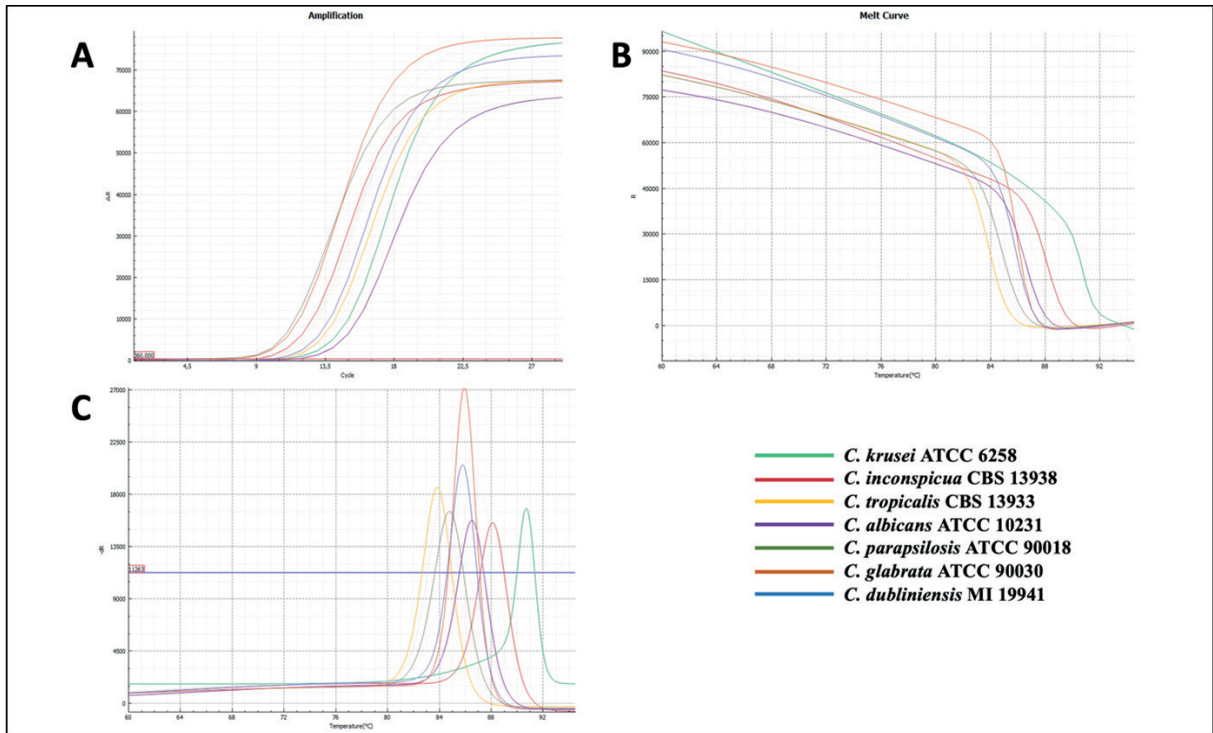 Amplification
A
70000
60000
50000
40000
30000
20000
10000
0
ΔR
4,5
9
13,5
18
22,5
27
Cycle
Melt Curve
B
90000
75000
60000
45000
30000
15000
0
R
60
64
68
72
76
80
84
88
92
Temperature(°C)
C
27000
22500
18000
13500
9000
4500
0
-dR
11263
60
64
68
72
76
80
84
88
92
Temperature(°C)
C. krusei ATCC 6258
C. inconspicua CBS 13938
C. tropicalis CBS 13933
C. albicans ATCC 10231
C. parapsilosis ATCC 90018
C. glabrata ATCC 90030
C. dubliniensis MI 19941